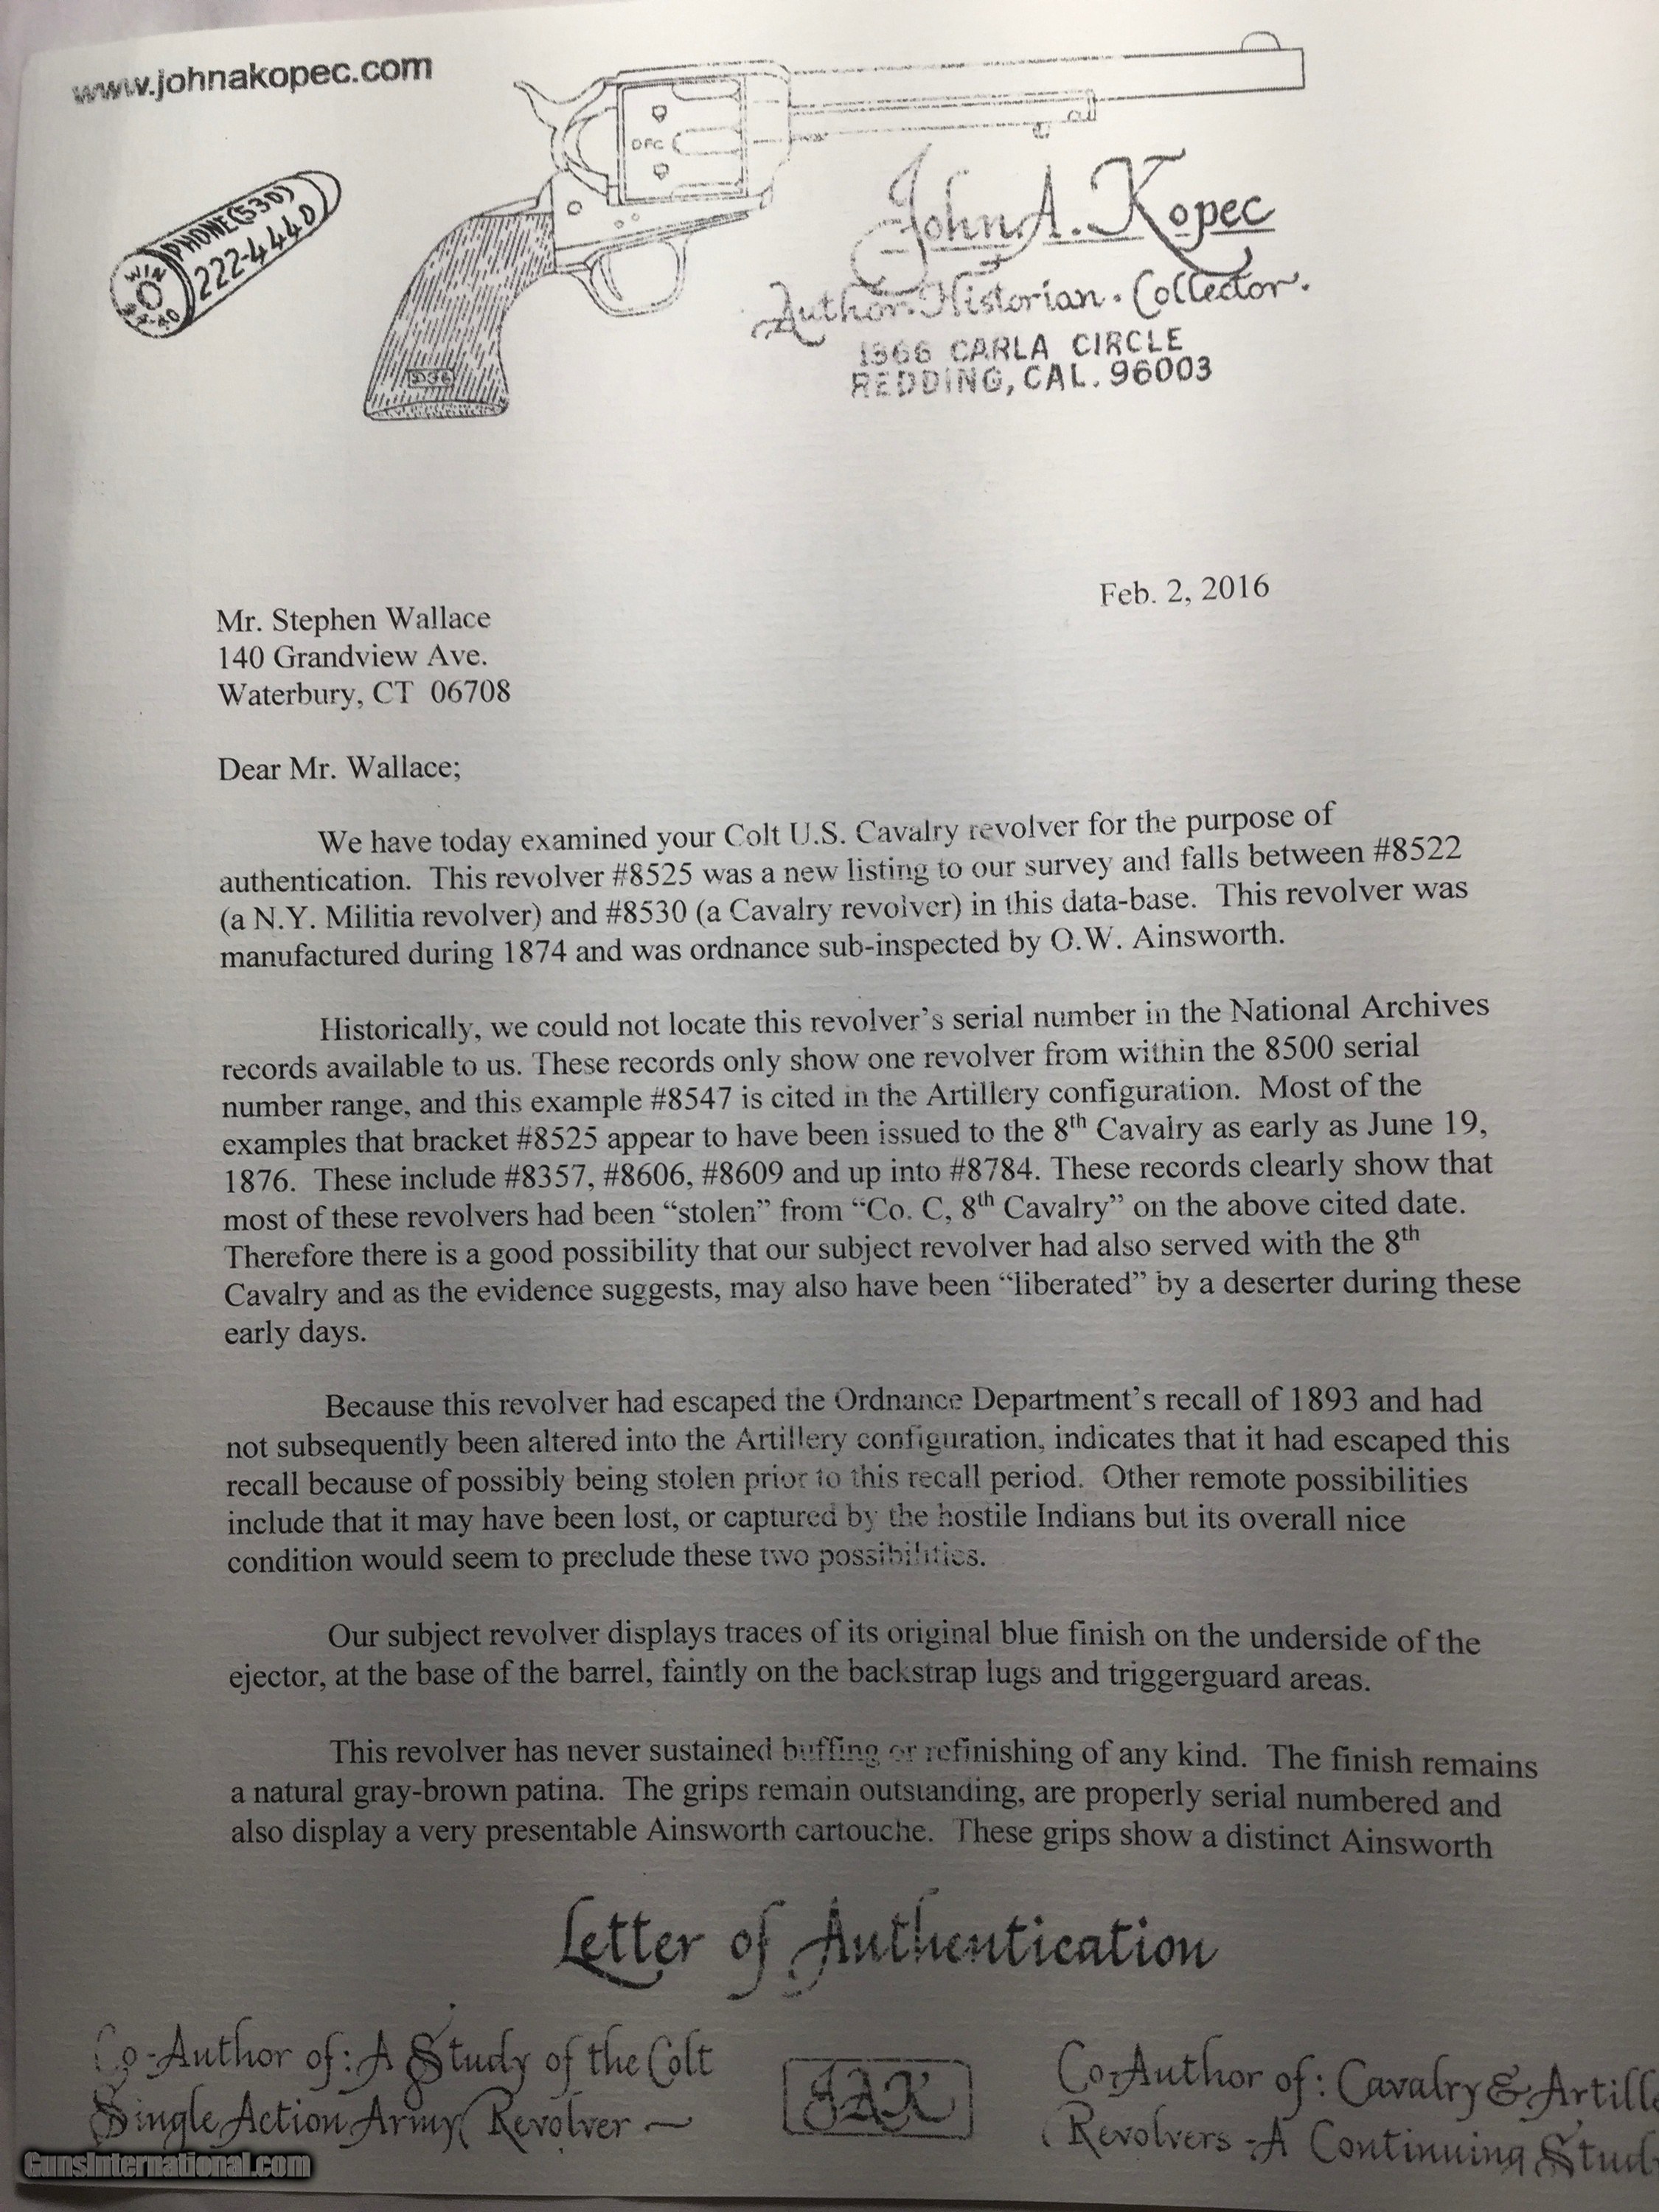 www.johnakopec.com
PHONE (530)
222-4440
WIN
DFC
John A. Kopec
Author. Historian. Collector.
1366 CARLA CIRCLE
REDDING, CAL. 96003
Feb. 2, 2016
Mr. Stephen Wallace
140 Grandview Ave.
Waterbury, CT 06708
Dear Mr. Wallace;
We have today examined your Colt U.S. Cavalry revolver for the purpose of
authentication. This revolver #8525 was a new listing to our survey and falls between #8522
(a N.Y. Militia revolver) and #8530 (a Cavalry revolver) in this data-base. This revolver was
manufactured during 1874 and was ordnance sub-inspected by O.W. Ainsworth.
Historically, we could not locate this revolver's serial number in the National Archives
records available to us. These records only show one revolver from within the 8500 serial
number range, and this example #8547 is cited in the Artillery configuration. Most of the
examples that bracket #8525 appear to have been issued to the 8th Cavalry as early as June 19,
1876. These include #8357, #8606, #8609 and up into #8784. These records clearly show that
most of these revolvers had been "stolen" from "Co. C, 8th Cavalry" on the above cited date.
Therefore there is a good possibility that our subject revolver had also served with the 8th
Cavalry and as the evidence suggests, may also have been "liberated" by a deserter during these
early days.
Because this revolver had escaped the Ordnance Department's recall of 1893 and had
not subsequently been altered into the Artillery configuration, indicates that it had escaped this
recall because of possibly being stolen prior to this recall period. Other remote possibilities
include that it may have been lost, or captured by the hostile Indians but its overall nice
condition would seem to preclude these two possibilities.
Our subject revolver displays traces of its original blue finish on the underside of the
ejector, at the base of the barrel, faintly on the backstrap lugs and triggerguard areas.
This revolver has never sustained buffing or refinishing of any kind. The finish remains
a natural gray-brown patina. The grips remain outstanding, are properly serial numbered and
also display a very presentable Ainsworth cartouche. These grips show a distinct Ainsworth
Letter of Authentication
Co-Author of: A Study of the Colt
Single Action Army Revolver ~
JAK
Co-Author of: Cavalry & Artille
Revolvers - A Continuing Stud
GunsInternational.com